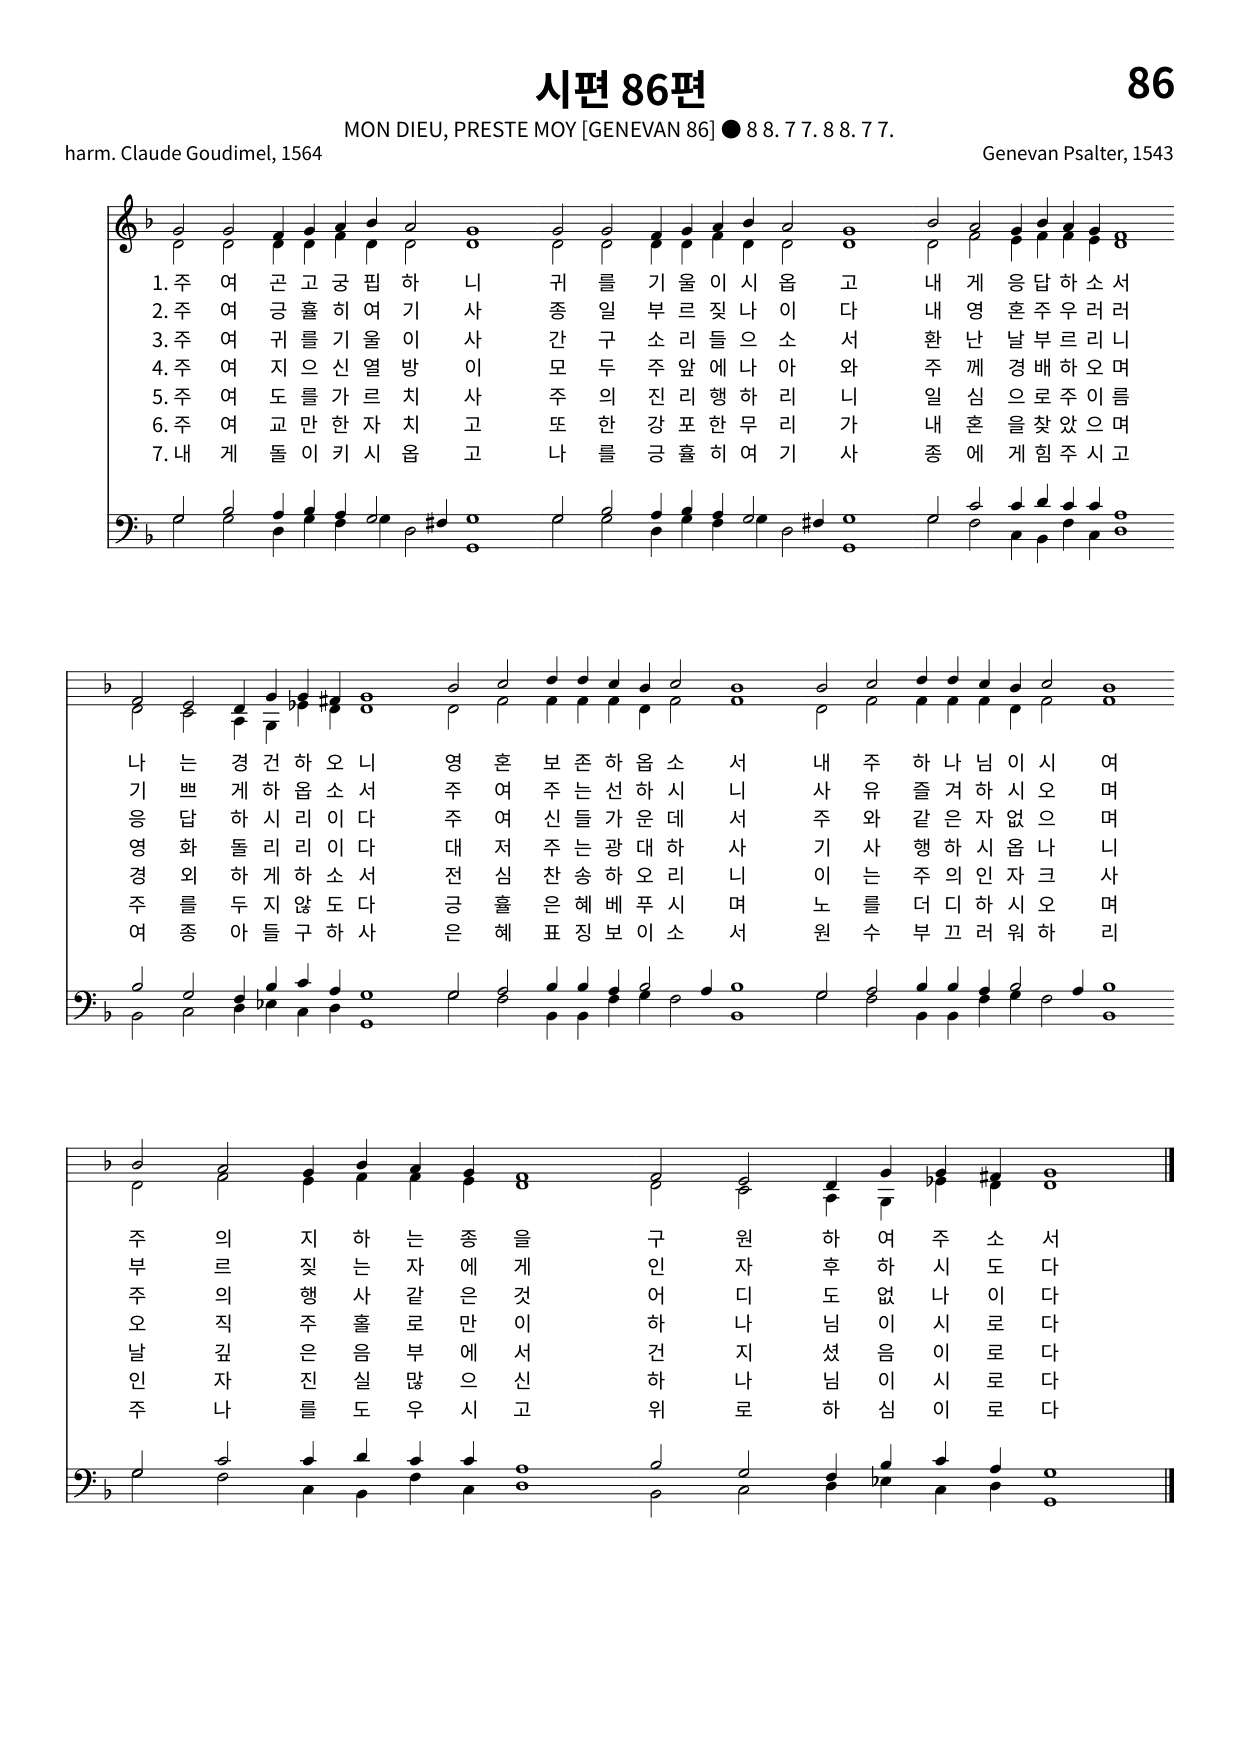 시편 86편
86
MON DIEU, PRESTE MOY [GENEVAN 86] ● 8 8. 7 7. 8 8. 7 7.
harm. Claude Goudimel, 1564
Genevan Psalter, 1543
1. 주 여 곤 고 궁 핍 하 니 귀 를 기 울 이 시 옵 고 내 게 응 답 하 소 서
2. 주 여 긍 휼 히 여 기 사 종 일 부 르 짖 나 이 다 내 영 혼 주 우 러 러
3. 주 여 귀 를 기 울 이 사 간 구 소 리 들 으 소 서 환 난 날 부 르 리 니
4. 주 여 지 으 신 열 방 이 모 두 주 앞 에 나 아 와 주 께 경 배 하 오 며
5. 주 여 도 를 가 르 치 사 주 의 진 리 행 하 리 니 일 심 으 로 주 이 름
6. 주 여 교 만 한 자 치 고 또 한 강 포 한 무 리 가 내 혼 을 찾 았 으 며
7. 내 게 돌 이 키 시 옵 고 나 를 긍 휼 히 여 기 사 종 에 게 힘 주 시 고
나 는 경 건 하 오 니 영 혼 보 존 하 옵 소 서 내 주 하 나 님 이 시 여
기 쁘 게 하 옵 소 서 주 여 주 는 선 하 시 니 사 유 즐 겨 하 시 오 며
응 답 하 시 리 이 다 주 여 신 들 가 운 데 서 주 와 같 은 자 없 으 며
영 화 돌 리 리 이 다 대 저 주 는 광 대 하 사 기 사 행 하 시 옵 나 니
경 외 하 게 하 소 서 전 심 찬 송 하 오 리 니 이 는 주 의 인 자 크 사
주 를 두 지 않 도 다 긍 휼 은 혜 베 푸 시 며 노 를 더 디 하 시 오 며
여 종 아 들 구 하 사 은 혜 표 징 보 이 소 서 원 수 부 끄 러 워 하 리
주 의 지 하 는 종 을 구 원 하 여 주 소 서
부 르 짖 는 자 에 게 인 자 후 하 시 도 다
주 의 행 사 같 은 것 어 디 도 없 나 이 다
오 직 주 홀 로 만 이 하 나 님 이 시 로 다
날 깊 은 음 부 에 서 건 지 셨 음 이 로 다
인 자 진 실 많 으 신 하 나 님 이 시 로 다
주 나 를 도 우 시 고 위 로 하 심 이 로 다